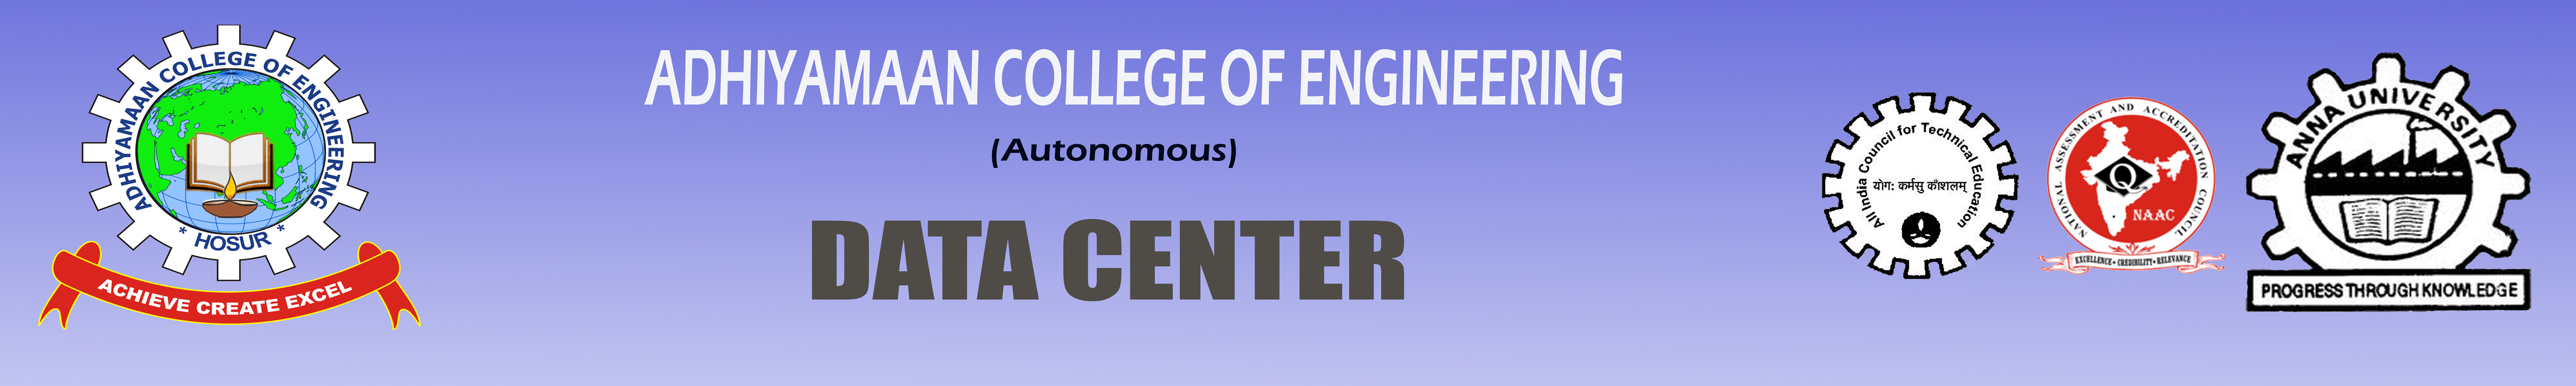 ADHIYAMAAN COLLEGE OF ENGINEERING
* HOSUR *
ACHIEVE CREATE EXCEL
ADHIYAMAAN COLLEGE OF ENGINEERING
(Autonomous)
DATA CENTER
All India Council for Technical Education
योग: कर्मसु कौशलम्
NATIONAL ASSESSMENT AND ACCREDITATION COUNCIL
Q
NAAC
EXCELLENCE • CREDIBILITY • RELEVANCE
ANNA UNIVERSITY
PROGRESS THROUGH KNOWLEDGE